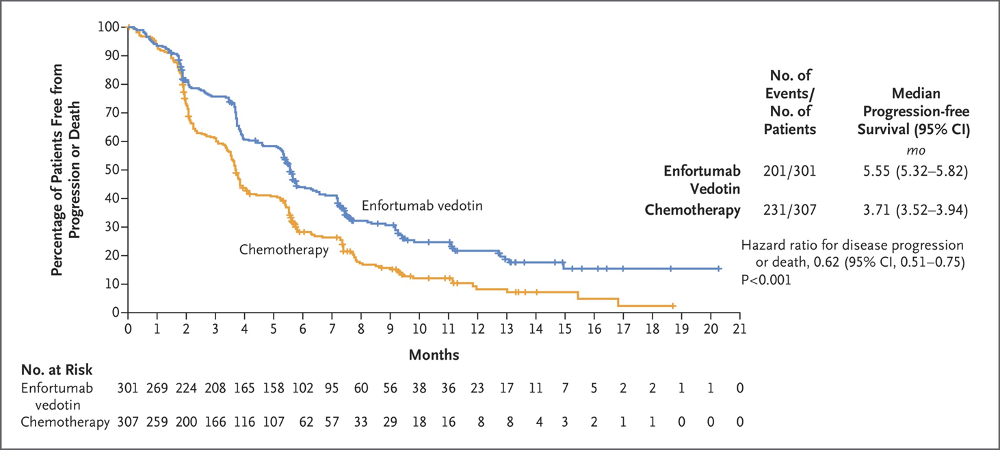 Percentage of Patients Free from
Progression or Death
100
90
80
70
60
50
40
30
20
10
0
0 1 2 3 4 5 6 7 8 9 10 11 12 13 14 15 16 17 18 19 20 21
Months
Enfortumab vedotin
Chemotherapy
No. of
Events/
No. of
Patients
Median
Progression-free
Survival (95% CI)
mo
Enfortumab
Vedotin
201/301 5.55 (5.32–5.82)
Chemotherapy 231/307 3.71 (3.52–3.94)
Hazard ratio for disease progression
or death, 0.62 (95% CI, 0.51–0.75)
P<0.001
No. at Risk
Enfortumab
vedotin
301 269 224 208 165 158 102 95 60 56 38 36 23 17 11 7 5 2 2 1 1 0
Chemotherapy 307 259 200 166 116 107 62 57 33 29 18 16 8 8 4 3 2 1 1 0 0 0